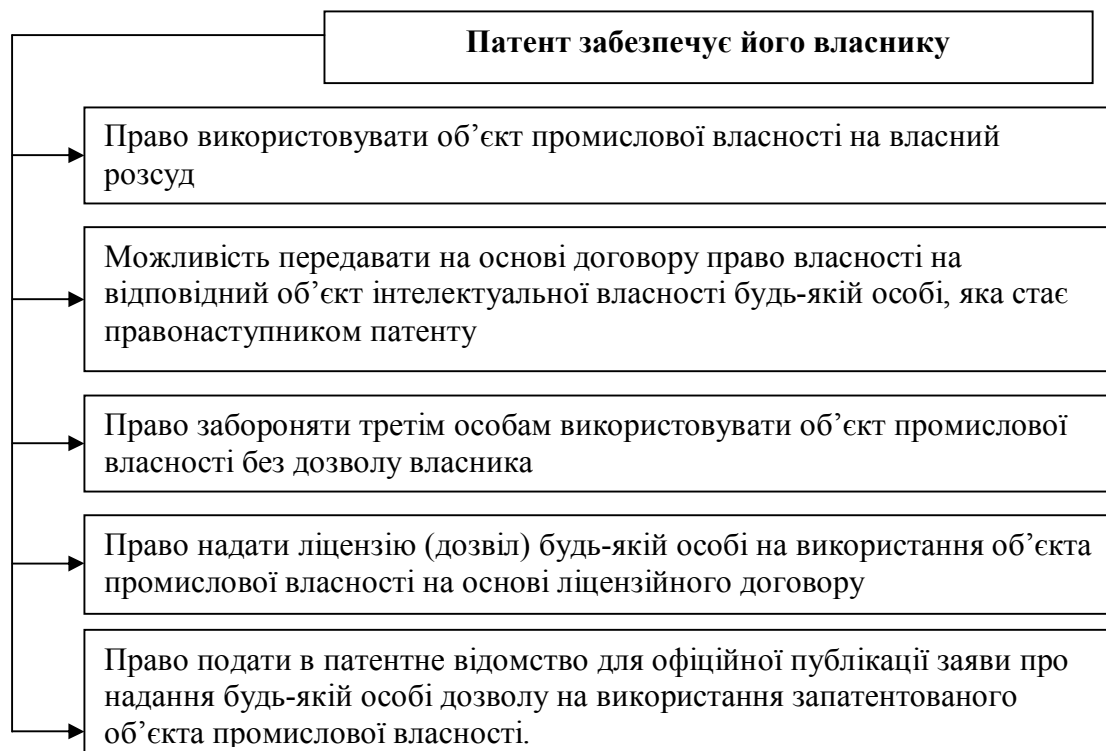 Патент забезпечує його власнику
Право використовувати об’єкт промислової власності на власний
розсуд
Можливість передавати на основі договору право власності на
відповідний об’єкт інтелектуальної власності будь-якій особі, яка стає
правонаступником патенту
Право забороняти третім особам використовувати об’єкт промислової
власності без дозволу власника
Право надати ліцензію (дозвіл) будь-якій особі на використання об’єкта
промислової власності на основі ліцензійного договору
Право подати в патентне відомство для офіційної публікації заяви про
надання будь-якій особі дозволу на використання запатентованого
об’єкта промислової власності.